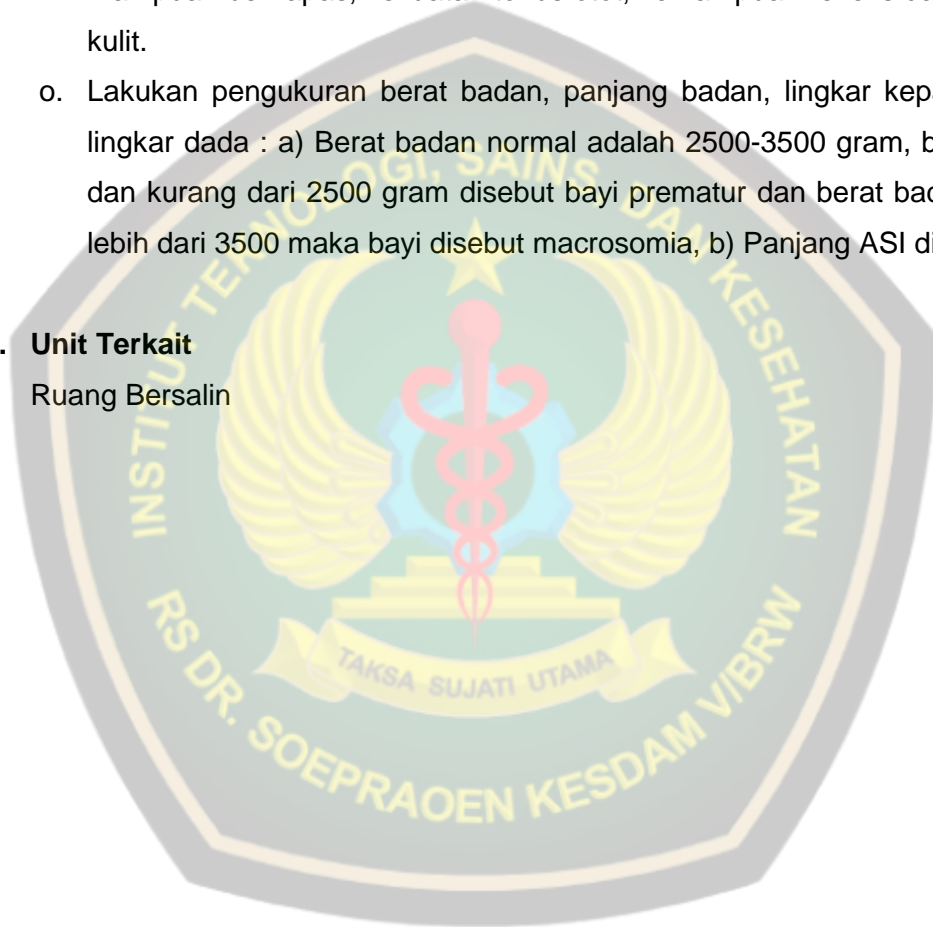 kulit.
o. Lakukan pengukuran berat badan, panjang badan, lingkar kepa
lingkar dada : a) Berat badan normal adalah 2500-3500 gram, b
dan kurang dari 2500 gram disebut bayi prematur dan berat bad
lebih dari 3500 maka bayi disebut macrosomia, b) Panjang ASI di
. Unit Terkait
Ruang Bersalin
INSTITUT TEKNOLOGI, SAINS, DAN KESEHATAN
TAKSA SUJATI UTAMA
RS DR. SOEPRAOEN KESDAM V/BRW